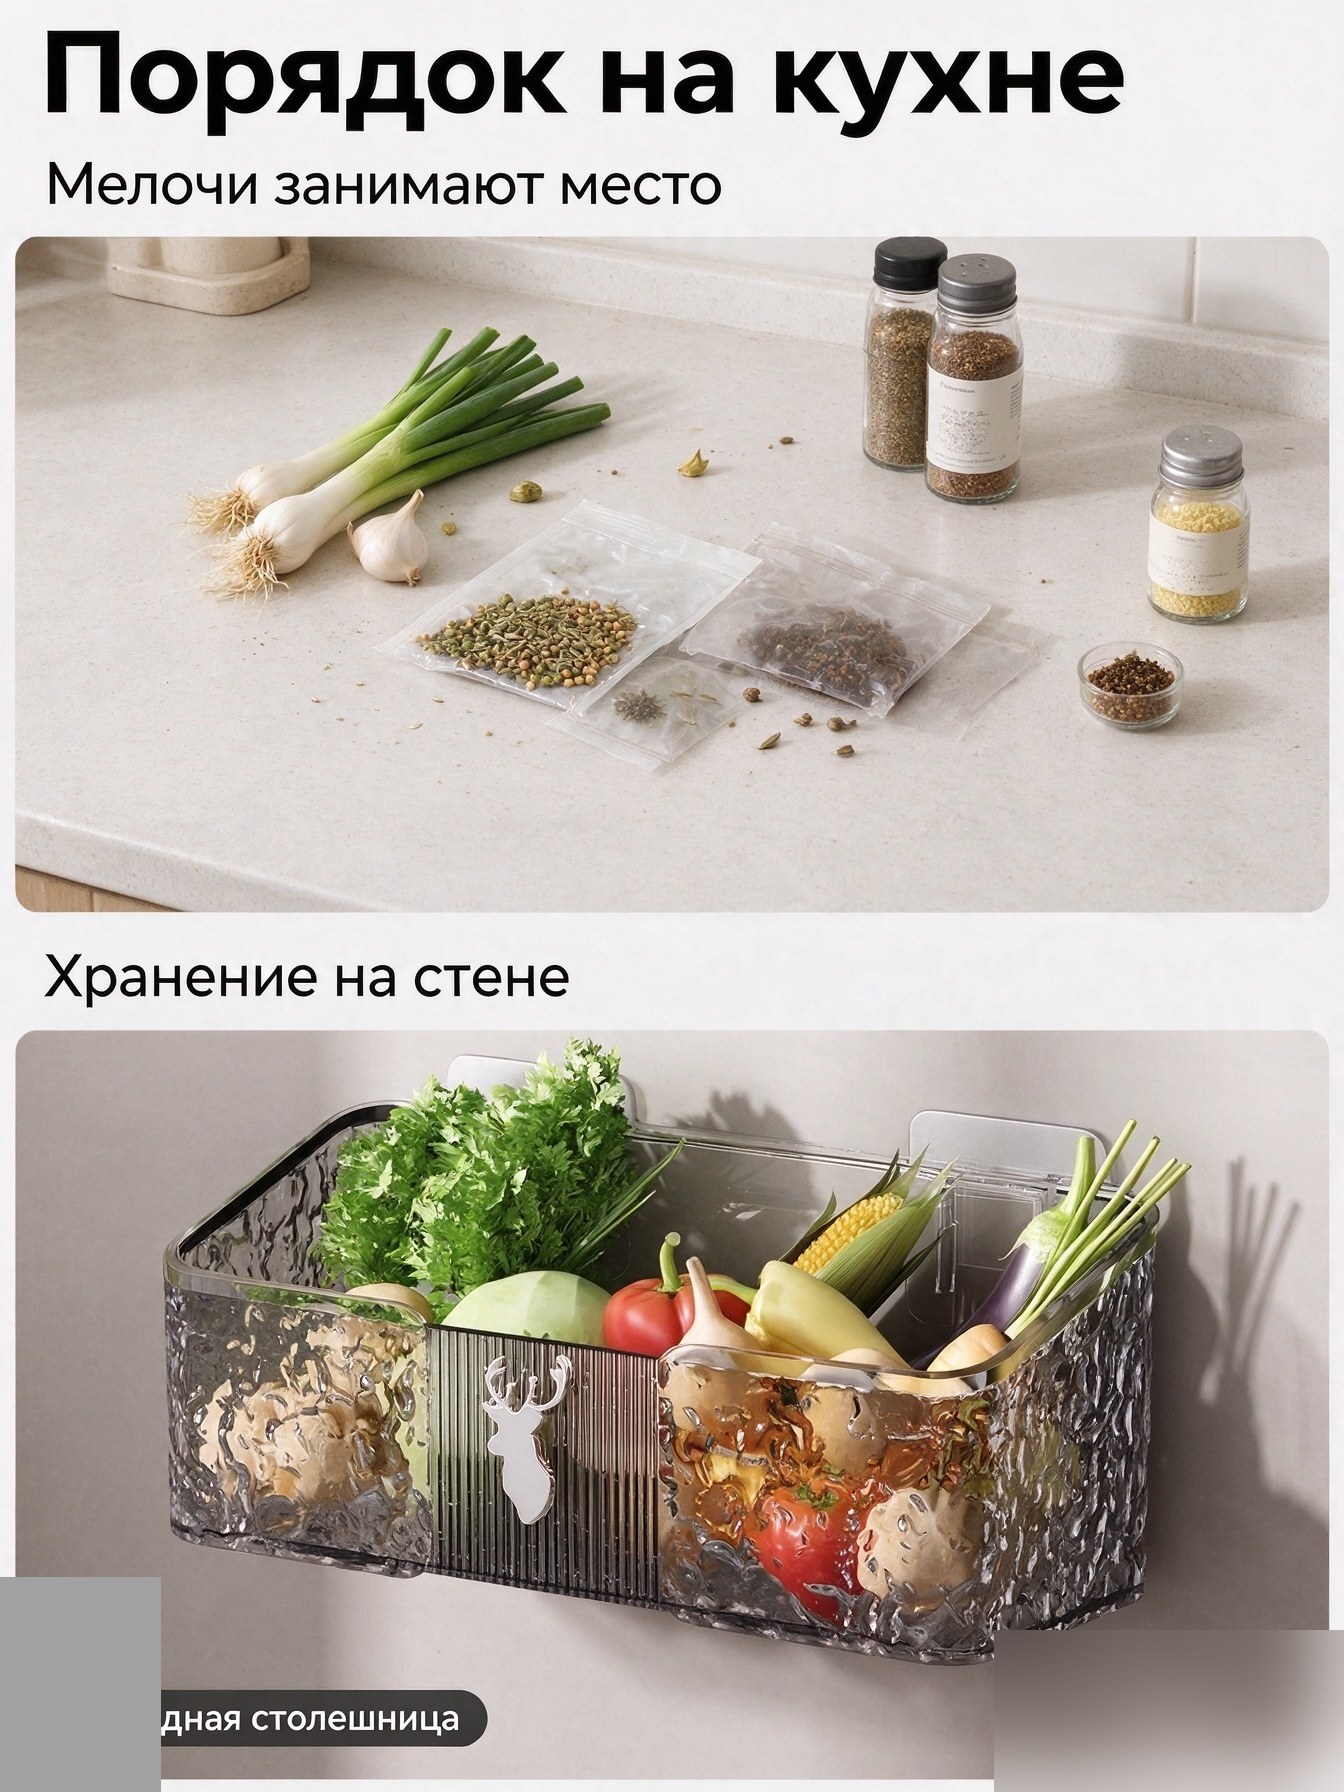 Порядок на кухне
Мелочи занимают место
Хранение на стене
дная столешница